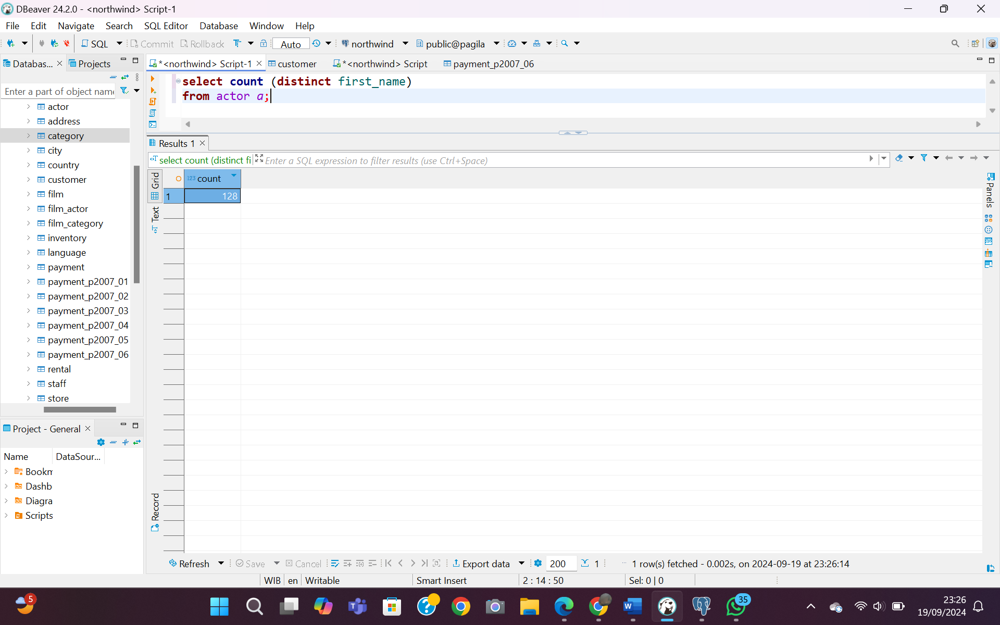 DBeaver 24.2.0 - <northwind> Script-1
File Edit Navigate Search SQL Editor Database Window Help
SQL Commit Rollback Auto northwind public@pagila
Databas... Projects
*<northwind> Script-1 customer *<northwind> Script payment_p2007_06
Enter a part of object name
actor
address
category
city
country
customer
film
film_actor
film_category
inventory
language
payment
payment_p2007_01
payment_p2007_02
payment_p2007_03
payment_p2007_04
payment_p2007_05
payment_p2007_06
rental
staff
store
select count (distinct first_name)
from actor a;
Results 1
select count (distinct fi Enter a SQL expression to filter results (use Ctrl+Space)
Grid
Text
Record
Panels
123 count
1 128
Project - General
Name DataSour...
Bookm
Dashb
Diagra
Scripts
Refresh Save Cancel Export data 200 1 ... 1 row(s) fetched - 0.002s, on 2024-09-19 at 23:26:14
WIB en Writable Smart Insert 2 : 14 : 50 Sel: 0 | 0
5
35
23:26
19/09/2024